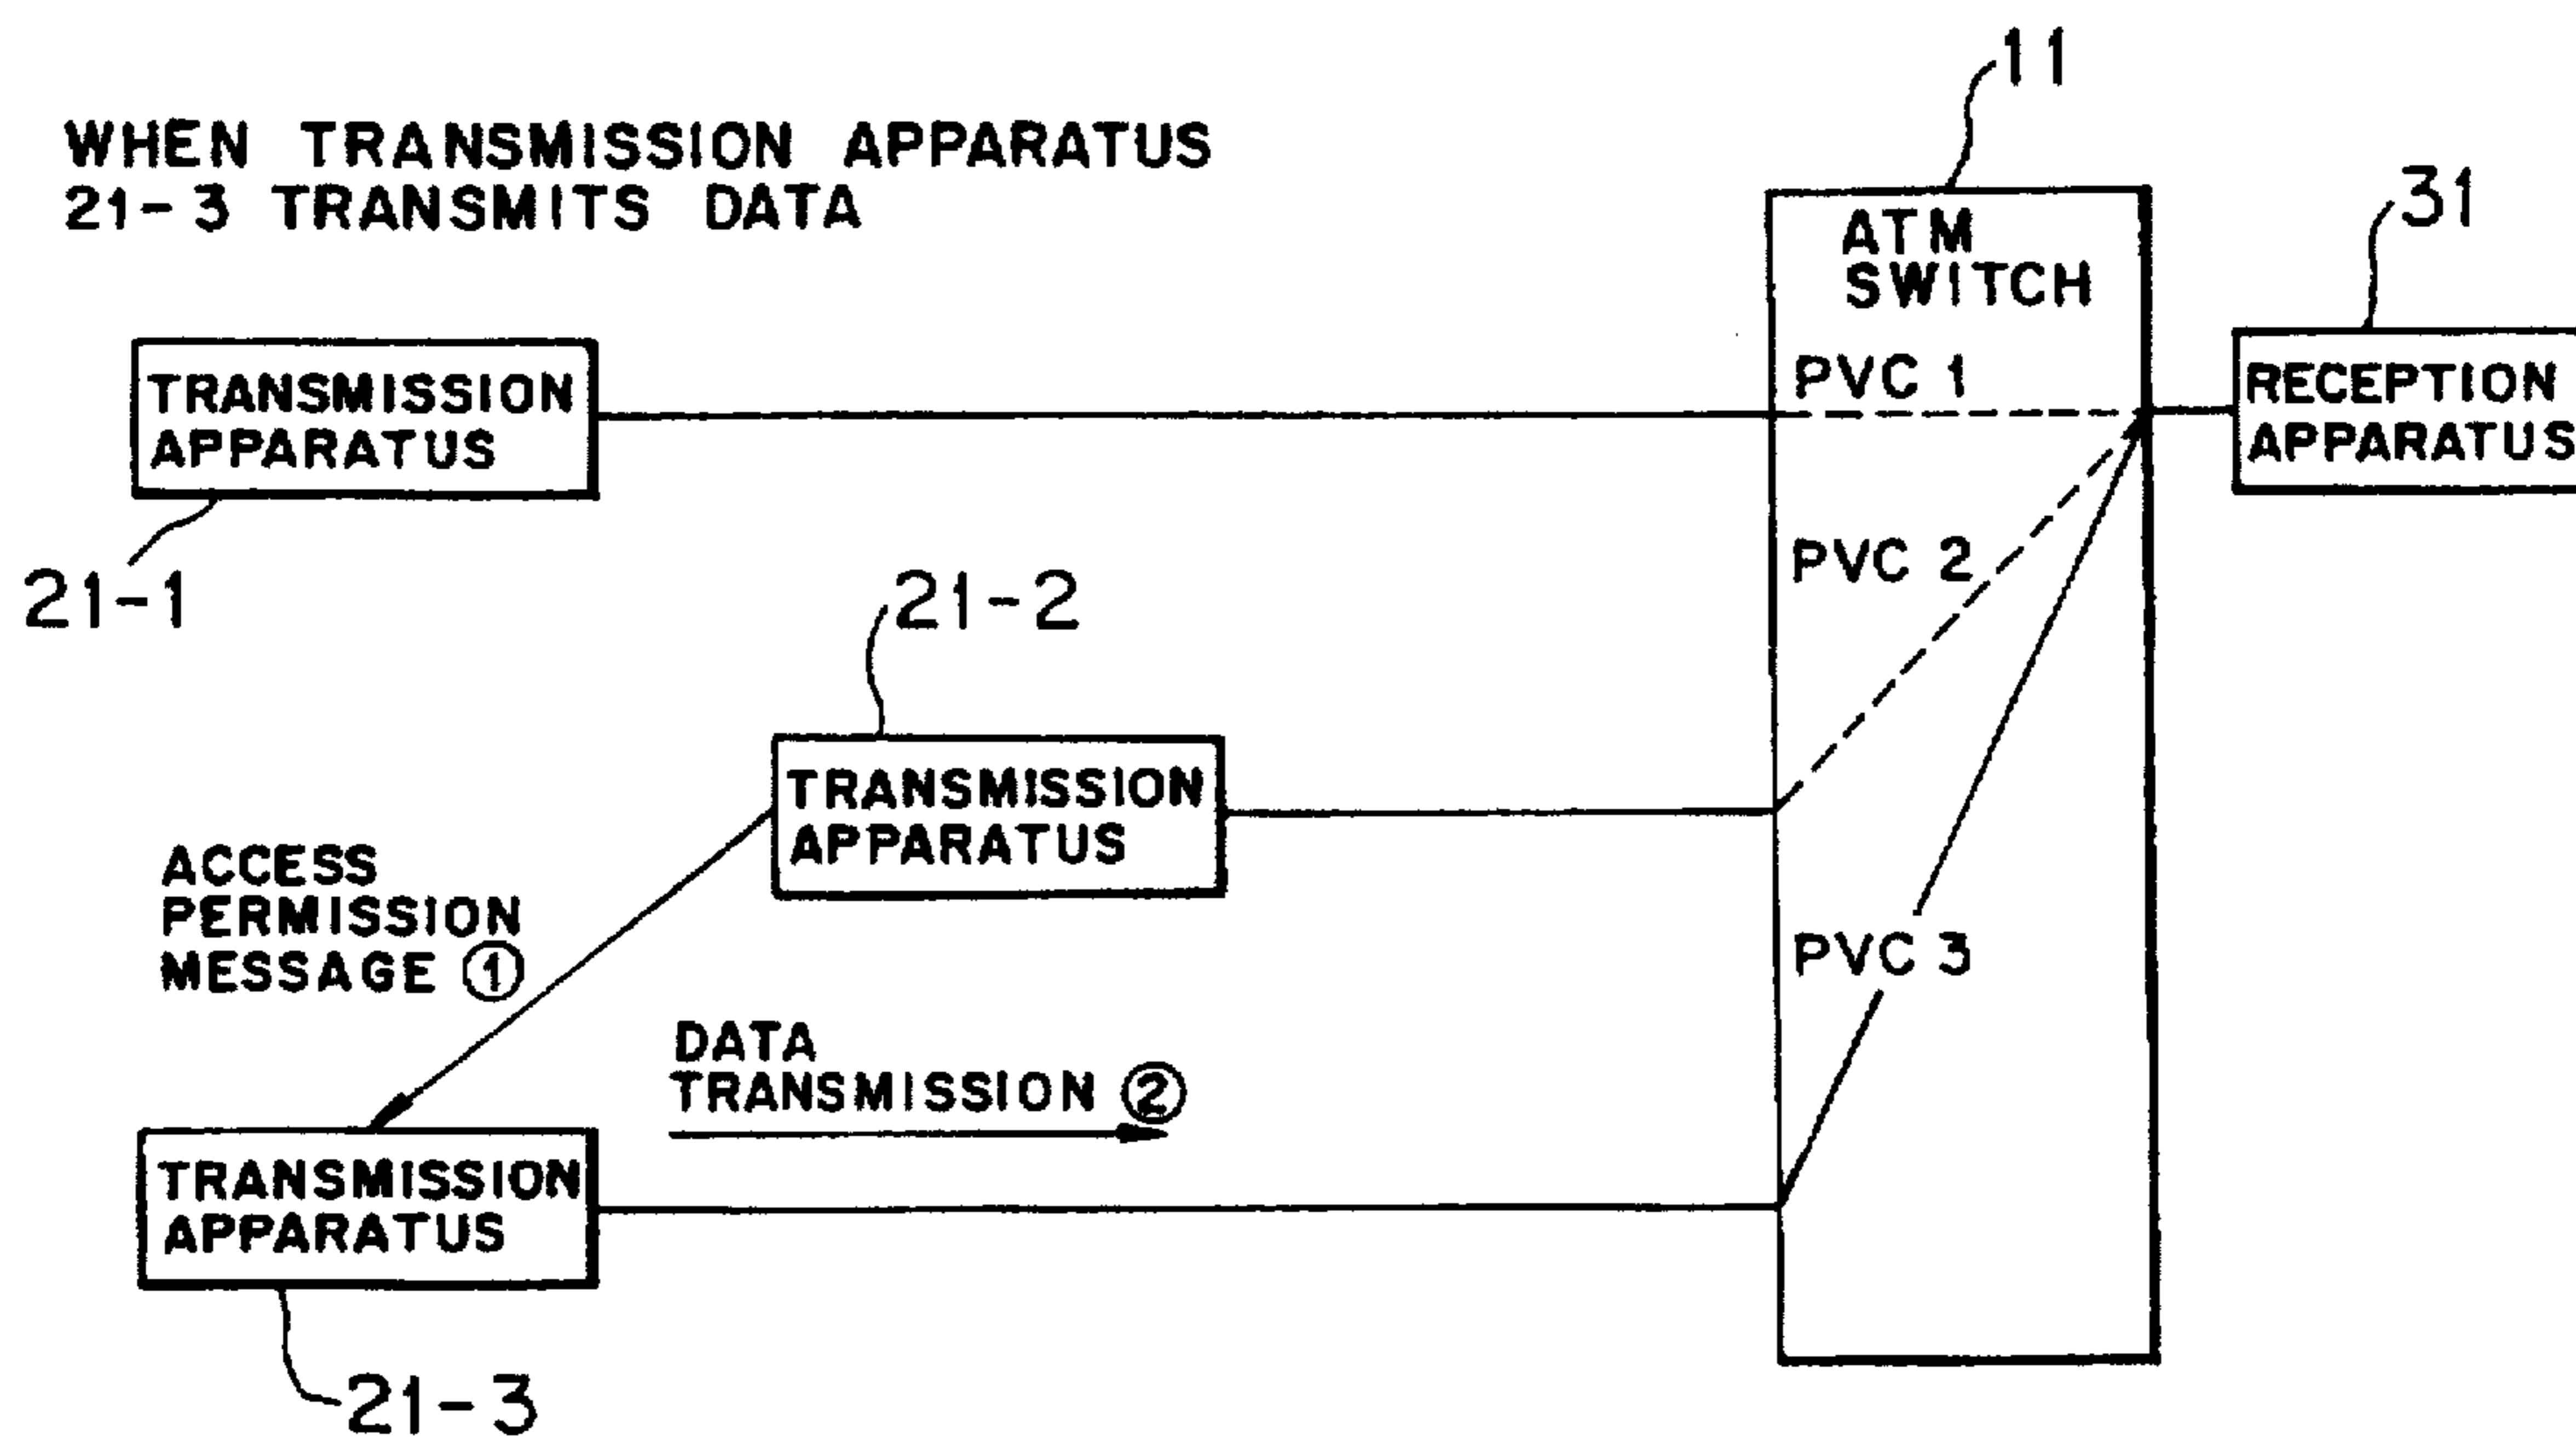 WHEN TRANSMISSION APPARATUS
21-3 TRANSMITS DATA
11
ATM
SWITCH
31
TRANSMISSION
APPARATUS
21-1
PVC 1
RECEPTION
APPARATUS
PVC 2
21-2
TRANSMISSION
APPARATUS
ACCESS
PERMISSION
MESSAGE ①
PVC 3
DATA
TRANSMISSION ②
TRANSMISSION
APPARATUS
21-3